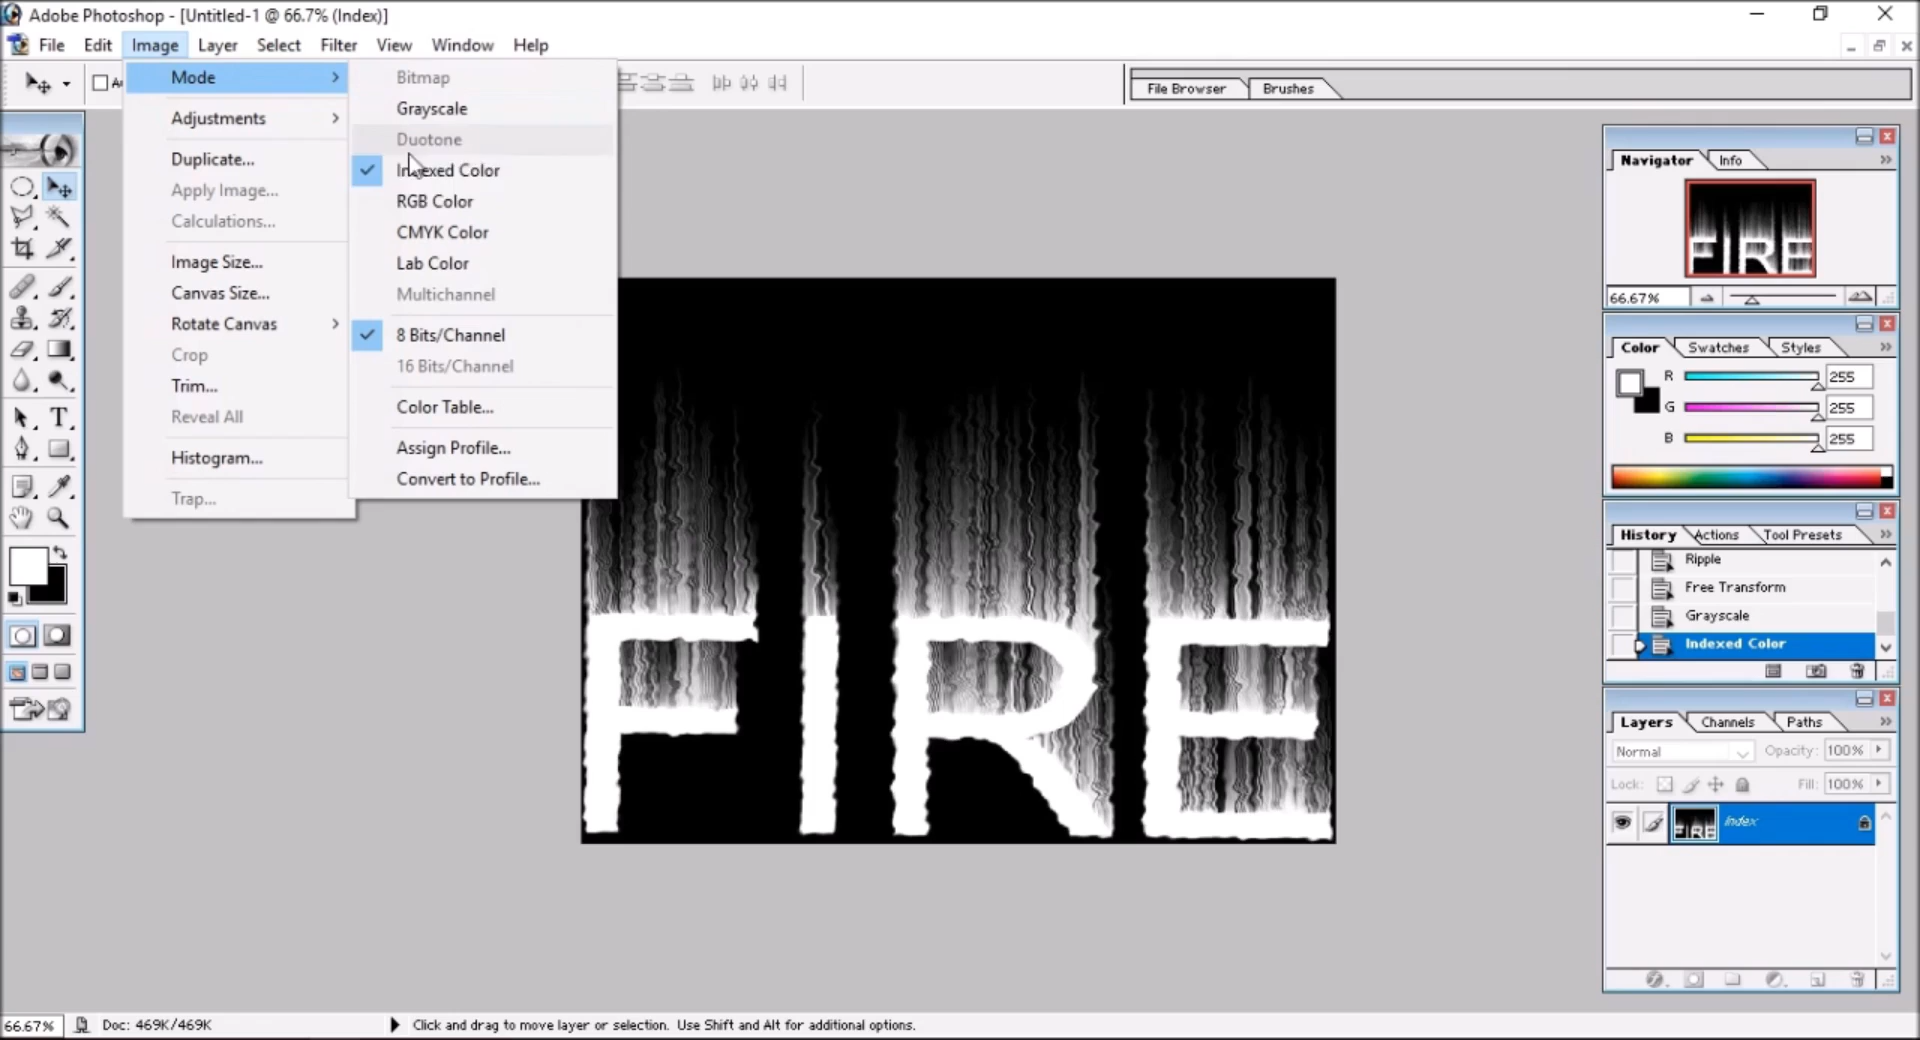 Adobe Photoshop - [Untitled-1 @ 66.7% (Index)]
File Edit Image Layer Select Filter View Window Help
File Browser Brushes
Mode
Adjustments
Duplicate...
Apply Image...
Calculations...
Image Size...
Canvas Size...
Rotate Canvas
Crop
Trim...
Reveal All
Histogram...
Trap...
Bitmap
Grayscale
Duotone
Indexed Color
RGB Color
CMYK Color
Lab Color
Multichannel
8 Bits/Channel
16 Bits/Channel
Color Table...
Assign Profile...
Convert to Profile...
T
FIRE
Navigator Info
FIRE
66.67%
Color Swatches Styles
R 255
G 255
B 255
History Actions Tool Presets
Ripple
Free Transform
Grayscale
Indexed Color
Layers Channels Paths
Normal Opacity: 100%
Lock: Fill: 100%
FIRE Index
66.67% Doc: 469K/469K Click and drag to move layer or selection. Use Shift and Alt for additional options.